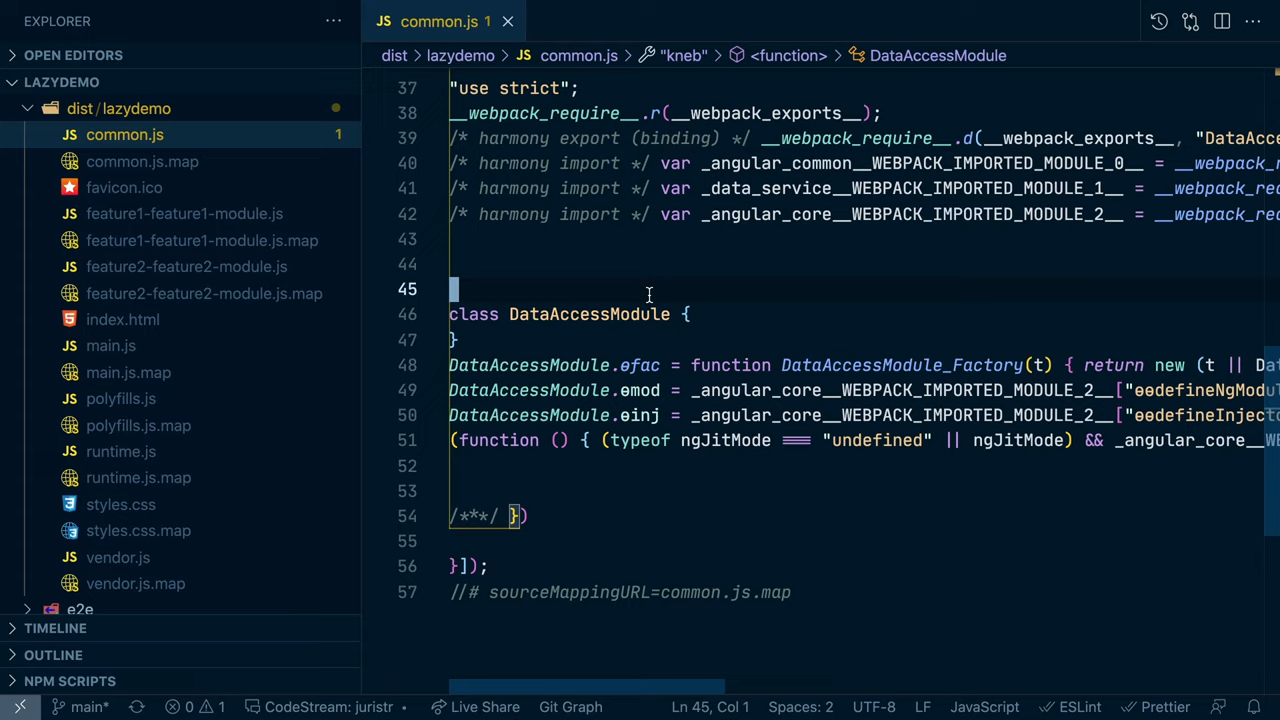 EXPLORER
OPEN EDITORS
LAZYDEMO
dist / lazydemo
common.js 1
common.js.map
favicon.ico
feature1-feature1-module.js
feature1-feature1-module.js.map
feature2-feature2-module.js
feature2-feature2-module.js.map
index.html
main.js
main.js.map
polyfills.js
polyfills.js.map
runtime.js
runtime.js.map
styles.css
styles.css.map
vendor.js
vendor.js.map
e2e
TIMELINE
OUTLINE
NPM SCRIPTS
JS common.js 1
dist > lazydemo > JS common.js > "kneb" > <function> > DataAccessModule
37 "use strict";
38 __webpack_require__.r(__webpack_exports__);
39 /* harmony export (binding) */ __webpack_require__.d(__webpack_exports__, "DataAcces
40 /* harmony import */ var _angular_common__WEBPACK_IMPORTED_MODULE_0__ = __webpack_re
41 /* harmony import */ var _data_service__WEBPACK_IMPORTED_MODULE_1__ = __webpack_req
42 /* harmony import */ var _angular_core__WEBPACK_IMPORTED_MODULE_2__ = __webpack_req
43
44
45
46 class DataAccessModule {
47 }
48 DataAccessModule.ɵfac = function DataAccessModule_Factory(t) { return new (t || Dat
49 DataAccessModule.ɵmod = _angular_core__WEBPACK_IMPORTED_MODULE_2__["ɵɵdefineNgModul
50 DataAccessModule.ɵinj = _angular_core__WEBPACK_IMPORTED_MODULE_2__["ɵɵdefineInjecto
51 (function () { (typeof ngJitMode === "undefined" || ngJitMode) && _angular_core__WE
52
53
54 /***/ })
55
56 }]);
57 //# sourceMappingURL=common.js.map
main* 0 1 CodeStream: juristr Live Share Git Graph Ln 45, Col 1 Spaces: 2 UTF-8 LF JavaScript ESLint Prettier